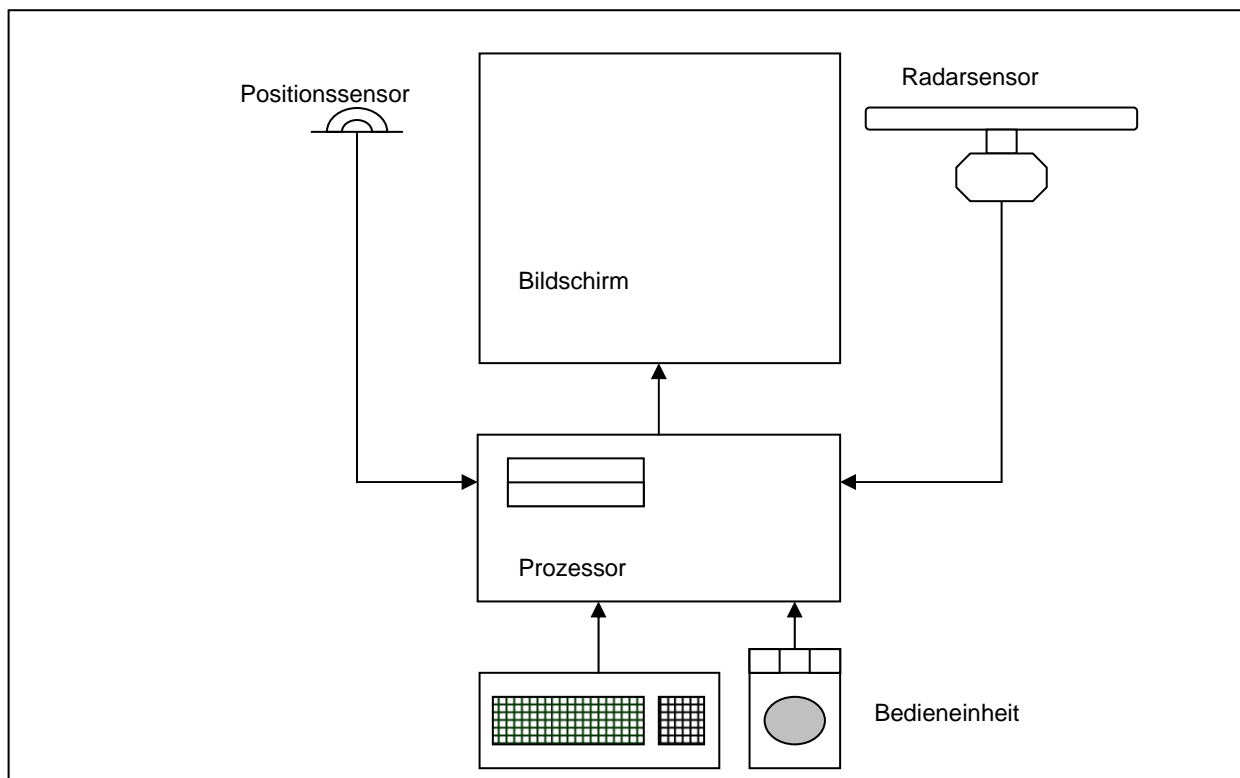 Positionssensor
Radarsensor
Bildschirm
Prozessor
Bedieneinheit